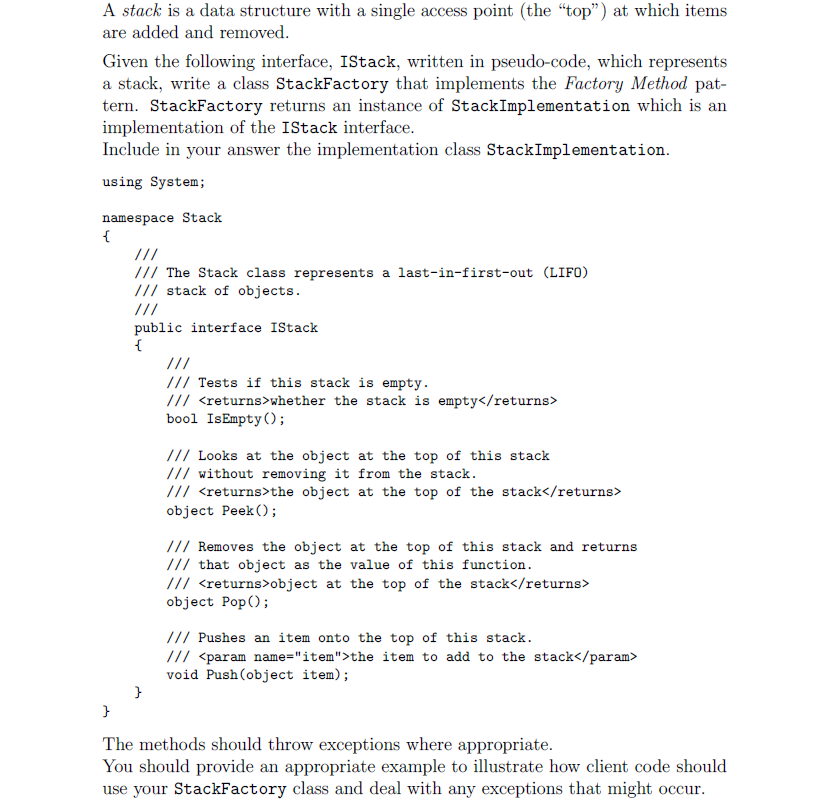 A stack is a data structure with a single access point (the “top”) at which items
are added and removed.
Given the following interface, IStack, written in pseudo-code, which represents
a stack, write a class StackFactory that implements the Factory Method pat-
tern. StackFactory returns an instance of StackImplementation which is an
implementation of the IStack interface.
Include in your answer the implementation class StackImplementation.
using System;
namespace Stack
{
///
/// The Stack class represents a last-in-first-out (LIFO)
/// stack of objects.
///
public interface IStack
{
///
/// Tests if this stack is empty.
/// <returns>whether the stack is empty</returns>
bool IsEmpty();
/// Looks at the object at the top of this stack
/// without removing it from the stack.
/// <returns>the object at the top of the stack</returns>
object Peek();
/// Removes the object at the top of this stack and returns
/// that object as the value of this function.
/// <returns>object at the top of the stack</returns>
object Pop();
/// Pushes an item onto the top of this stack.
/// <param name="item">the item to add to the stack</param>
void Push(object item);
}
}
The methods should throw exceptions where appropriate.
You should provide an appropriate example to illustrate how client code should
use your StackFactory class and deal with any exceptions that might occur.